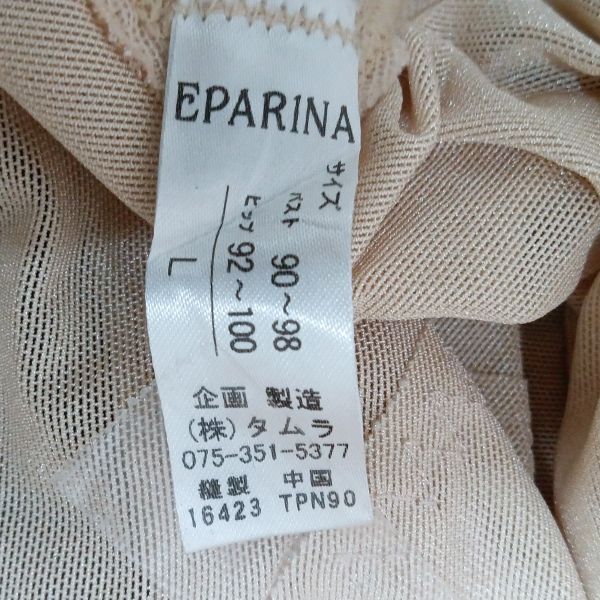 EPARINA
サイズ
バスト 90～98
ヒップ 92～100
L
企画 製造
(株)タムラ
075-351-5377
縫製 中国
16423 TPN90